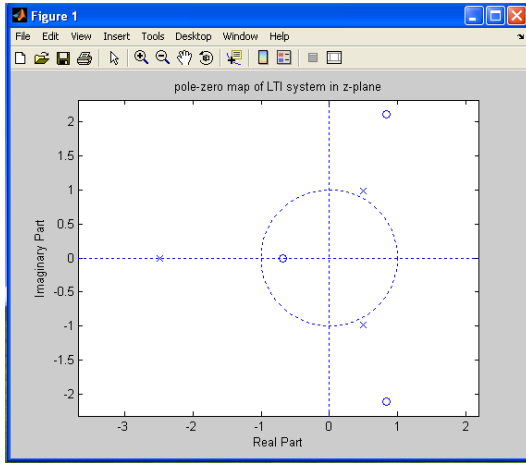 Figure 1
File Edit View Insert Tools Desktop Window Help
pole-zero map of LTI system in z-plane
2
1.5
1
0.5
0
-0.5
-1
-1.5
-2
Imaginary Part
-3 -2 -1 0 1 2
Real Part